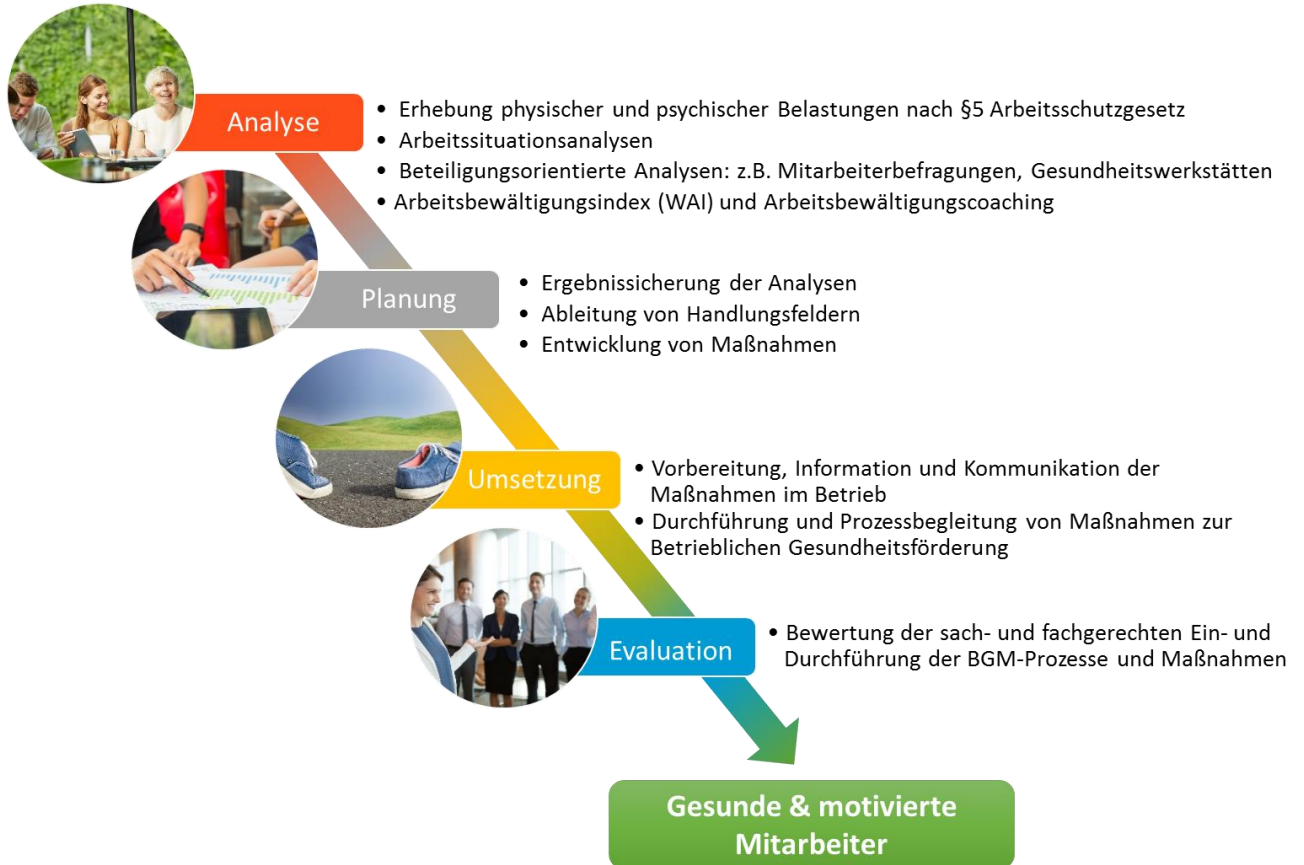 Analyse
• Erhebung physischer und psychischer Belastungen nach §5 Arbeitsschutzgesetz
• Arbeitssituationsanalysen
• Beteiligungsorientierte Analysen: z.B. Mitarbeiterbefragungen, Gesundheitswerkstätten
• Arbeitsbewältigungsindex (WAI) und Arbeitsbewältigungscoaching
Planung
• Ergebnissicherung der Analysen
• Ableitung von Handlungsfeldern
• Entwicklung von Maßnahmen
Umsetzung
• Vorbereitung, Information und Kommunikation der
Maßnahmen im Betrieb
• Durchführung und Prozessbegleitung von Maßnahmen zur
Betrieblichen Gesundheitsförderung
Evaluation
• Bewertung der sach- und fachgerechten Ein- und
Durchführung der BGM-Prozesse und Maßnahmen
Gesunde & motivierte
Mitarbeiter